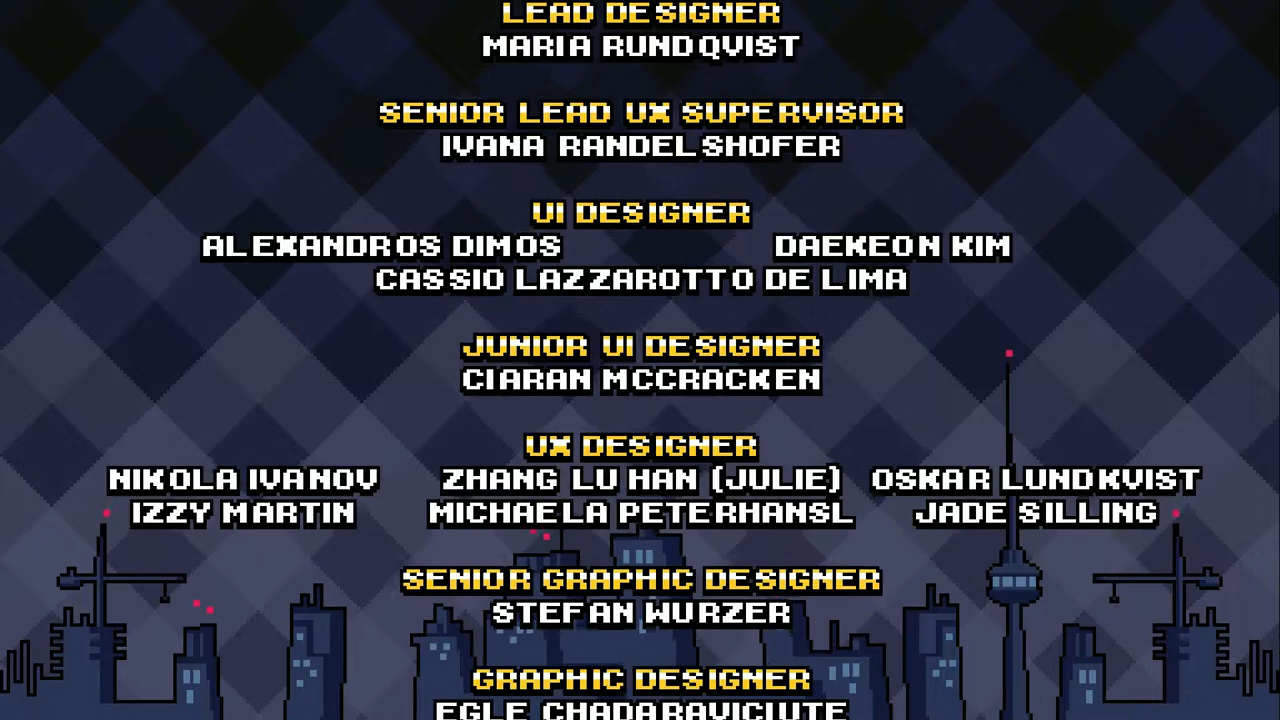 LEAD DESIGNER
MARIA RUNDQVIST
SENIOR LEAD UX SUPERVISOR
IVANA RANDELSHOFER
UI DESIGNER
ALEXANDROS DIMOS DAEKEON KIM
CASSIO LAZZAROTTO DE LIMA
JUNIOR UI DESIGNER
CIARAN MCCRACKEN
UX DESIGNER
NIKOLA IVANOV ZHANG LU HAN (JULIE) OSKAR LUNDKVIST
IZZY MARTIN MICHAELA PETERHANSL JADE SILLING
SENIOR GRAPHIC DESIGNER
STEFAN WURZER
GRAPHIC DESIGNER
EGLE CHADARAVICIUTE